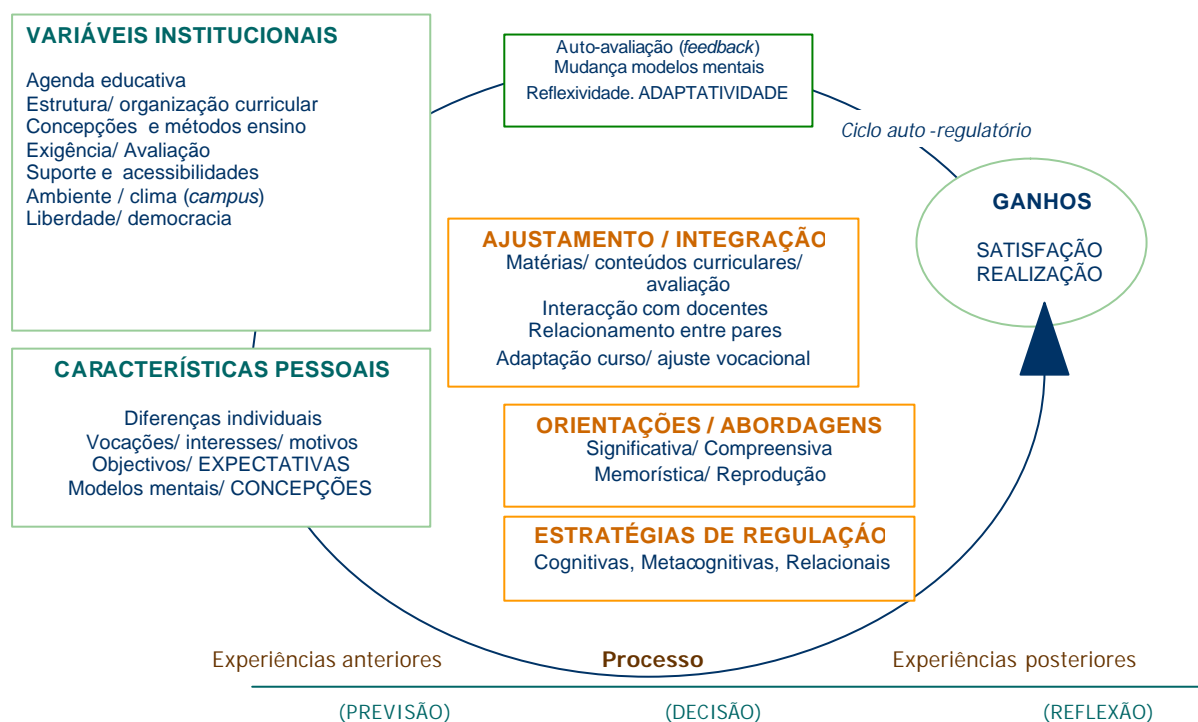 VARIÁVEIS INSTITUCIONAIS
Agenda educativa
Estrutura/ organização curricular
Concepções e métodos ensino
Exigência/ Avaliação
Suporte e acessibilidades
Ambiente / clima (campus)
Liberdade/ democracia
Auto-avaliação (feedback)
Mudança modelos mentais
Reflexividade. ADAPTATIVIDADE
Ciclo auto -regulatório
GANHOS
SATISFAÇÃO
REALIZAÇÃO
AJUSTAMENTO / INTEGRAÇÃO
Matérias/ conteúdos curriculares/
avaliação
Interacção com docentes
Relacionamento entre pares
Adaptação curso/ ajuste vocacional
CARACTERÍSTICAS PESSOAIS
Diferenças individuais
Vocações/ interesses/ motivos
Objectivos/ EXPECTATIVAS
Modelos mentais/ CONCEPÇÕES
ORIENTAÇÕES / ABORDAGENS
Significativa/ Compreensiva
Memorística/ Reprodução
ESTRATÉGIAS DE REGULAÇÁO
Cognitivas, Metacognitivas, Relacionais
Experiências anteriores
Processo
Experiências posteriores
(PREVISÃO)
(DECISÃO)
(REFLEXÃO)